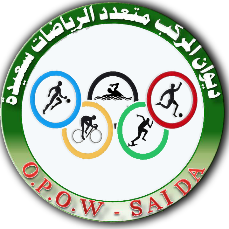 ديوان المركب متعدد الرياضات سعيدة
O.P.O.W - SAIDA